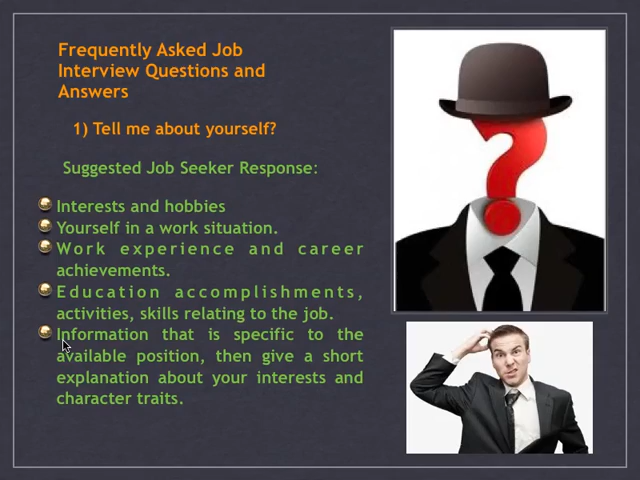 Frequently Asked Job
Interview Questions and
Answers
1) Tell me about yourself?
Suggested Job Seeker Response:
Interests and hobbies
Yourself in a work situation.
Work experience and career
achievements.
Education accomplishments,
activities, skills relating to the job.
Information that is specific to the
available position, then give a short
explanation about your interests and
character traits.